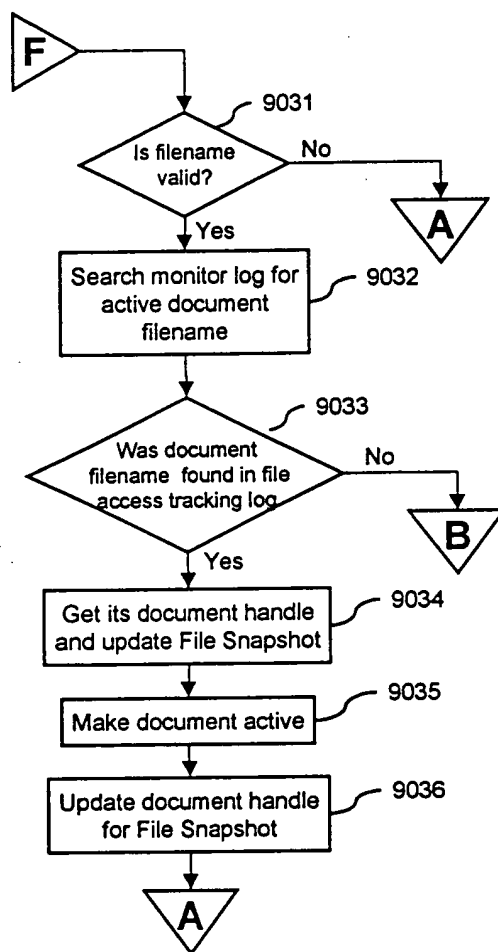 F
9031
Is filename
valid?
No
A
Yes
Search monitor log for
active document
filename
9032
9033
Was document
filename found in file
access tracking log
No
B
Yes
Get its document handle
and update File Snapshot
9034
Make document active
9035
Update document handle
for File Snapshot
9036
A